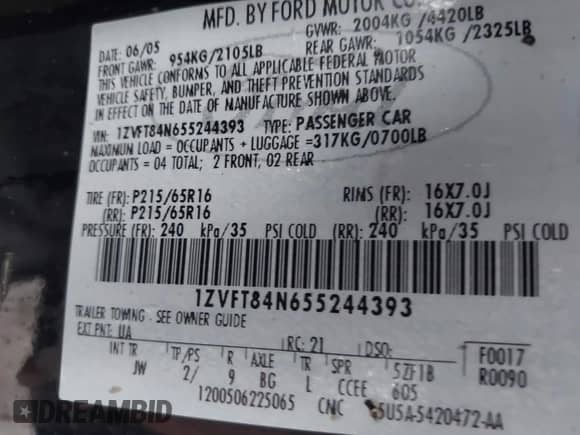 MFD. BY FORD MOTOR CO.
DATE: 06/05
GVWR: 2004KG /4420LB
FRONT GAWR: 954KG/2105LB
REAR GAWR: 1054KG /2325LB
THIS VEHICLE CONFORMS TO ALL APPLICABLE FEDERAL MOTOR
VEHICLE SAFETY, BUMPER, AND THEFT PREVENTION STANDARDS
IN EFFECT ON THE DATE OF MANUFACTURE SHOWN ABOVE.
VIN: 1ZVFT84N655244393 TYPE: PASSENGER CAR
MAXIMUM LOAD = OCCUPANTS + LUGGAGE =317KG/0700LB
OCCUPANTS = 04 TOTAL; 2 FRONT, 02 REAR
TIRE (FR): P215/65R16 RIMS (FR): 16X7.0J
(RR): P215/65R16 (RR): 16X7.0J
PRESSURE (FR): 240 kPa/35 PSI COLD (RR): 240 kPa/35 PSI COLD
1ZVFT84N655244393
TRAILER TOWING - SEE OWNER GUIDE
EXT PNT: UA RC: 21 DSO: F0017
INT TR TP/PS R AXLE TR SPR 5ZF1B R0090
JW 2/ 9 BG L CCEE 605
1200506225065 CNC 5U5A-5420472-AA
AUTOBIDMASTER